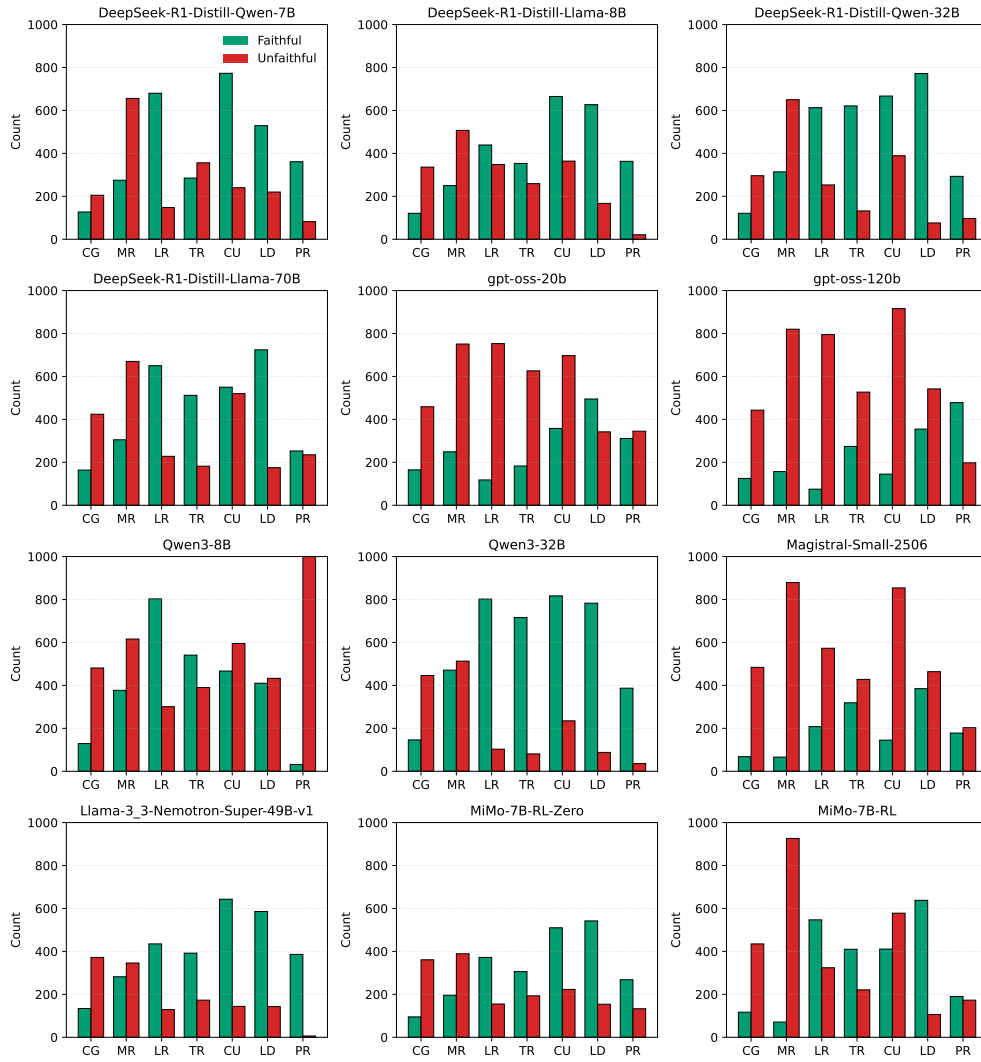 DeepSeek-R1-Distill-Qwen-7B
DeepSeek-R1-Distill-Llama-8B
DeepSeek-R1-Distill-Qwen-32B
Faithful
Unfaithful
Count
1000
800
600
400
200
0
CG MR LR TR CU LD PR
Count
1000
800
600
400
200
0
CG MR LR TR CU LD PR
Count
1000
800
600
400
200
0
CG MR LR TR CU LD PR
DeepSeek-R1-Distill-Llama-70B
gpt-oss-20b
gpt-oss-120b
Count
1000
800
600
400
200
0
CG MR LR TR CU LD PR
Count
1000
800
600
400
200
0
CG MR LR TR CU LD PR
Count
1000
800
600
400
200
0
CG MR LR TR CU LD PR
Qwen3-8B
Qwen3-32B
Magistral-Small-2506
Count
1000
800
600
400
200
0
CG MR LR TR CU LD PR
Count
1000
800
600
400
200
0
CG MR LR TR CU LD PR
Count
1000
800
600
400
200
0
CG MR LR TR CU LD PR
Llama-3_3-Nemotron-Super-49B-v1
MiMo-7B-RL-Zero
MiMo-7B-RL
Count
1000
800
600
400
200
0
CG MR LR TR CU LD PR
Count
1000
800
600
400
200
0
CG MR LR TR CU LD PR
Count
1000
800
600
400
200
0
CG MR LR TR CU LD PR